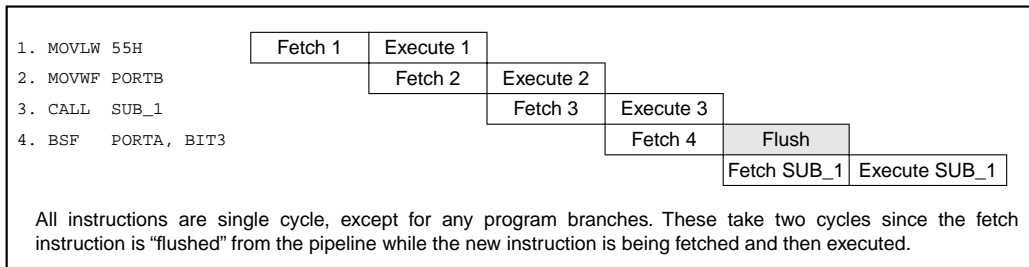 1. MOVLW 55H Fetch 1 Execute 1
2. MOVWF PORTB Fetch 2 Execute 2
3. CALL SUB_1 Fetch 3 Execute 3
4. BSF PORTA, BIT3 Fetch 4 Flush
Fetch SUB_1 Execute SUB_1
All instructions are single cycle, except for any program branches. These take two cycles since the fetch
instruction is “flushed” from the pipeline while the new instruction is being fetched and then executed.